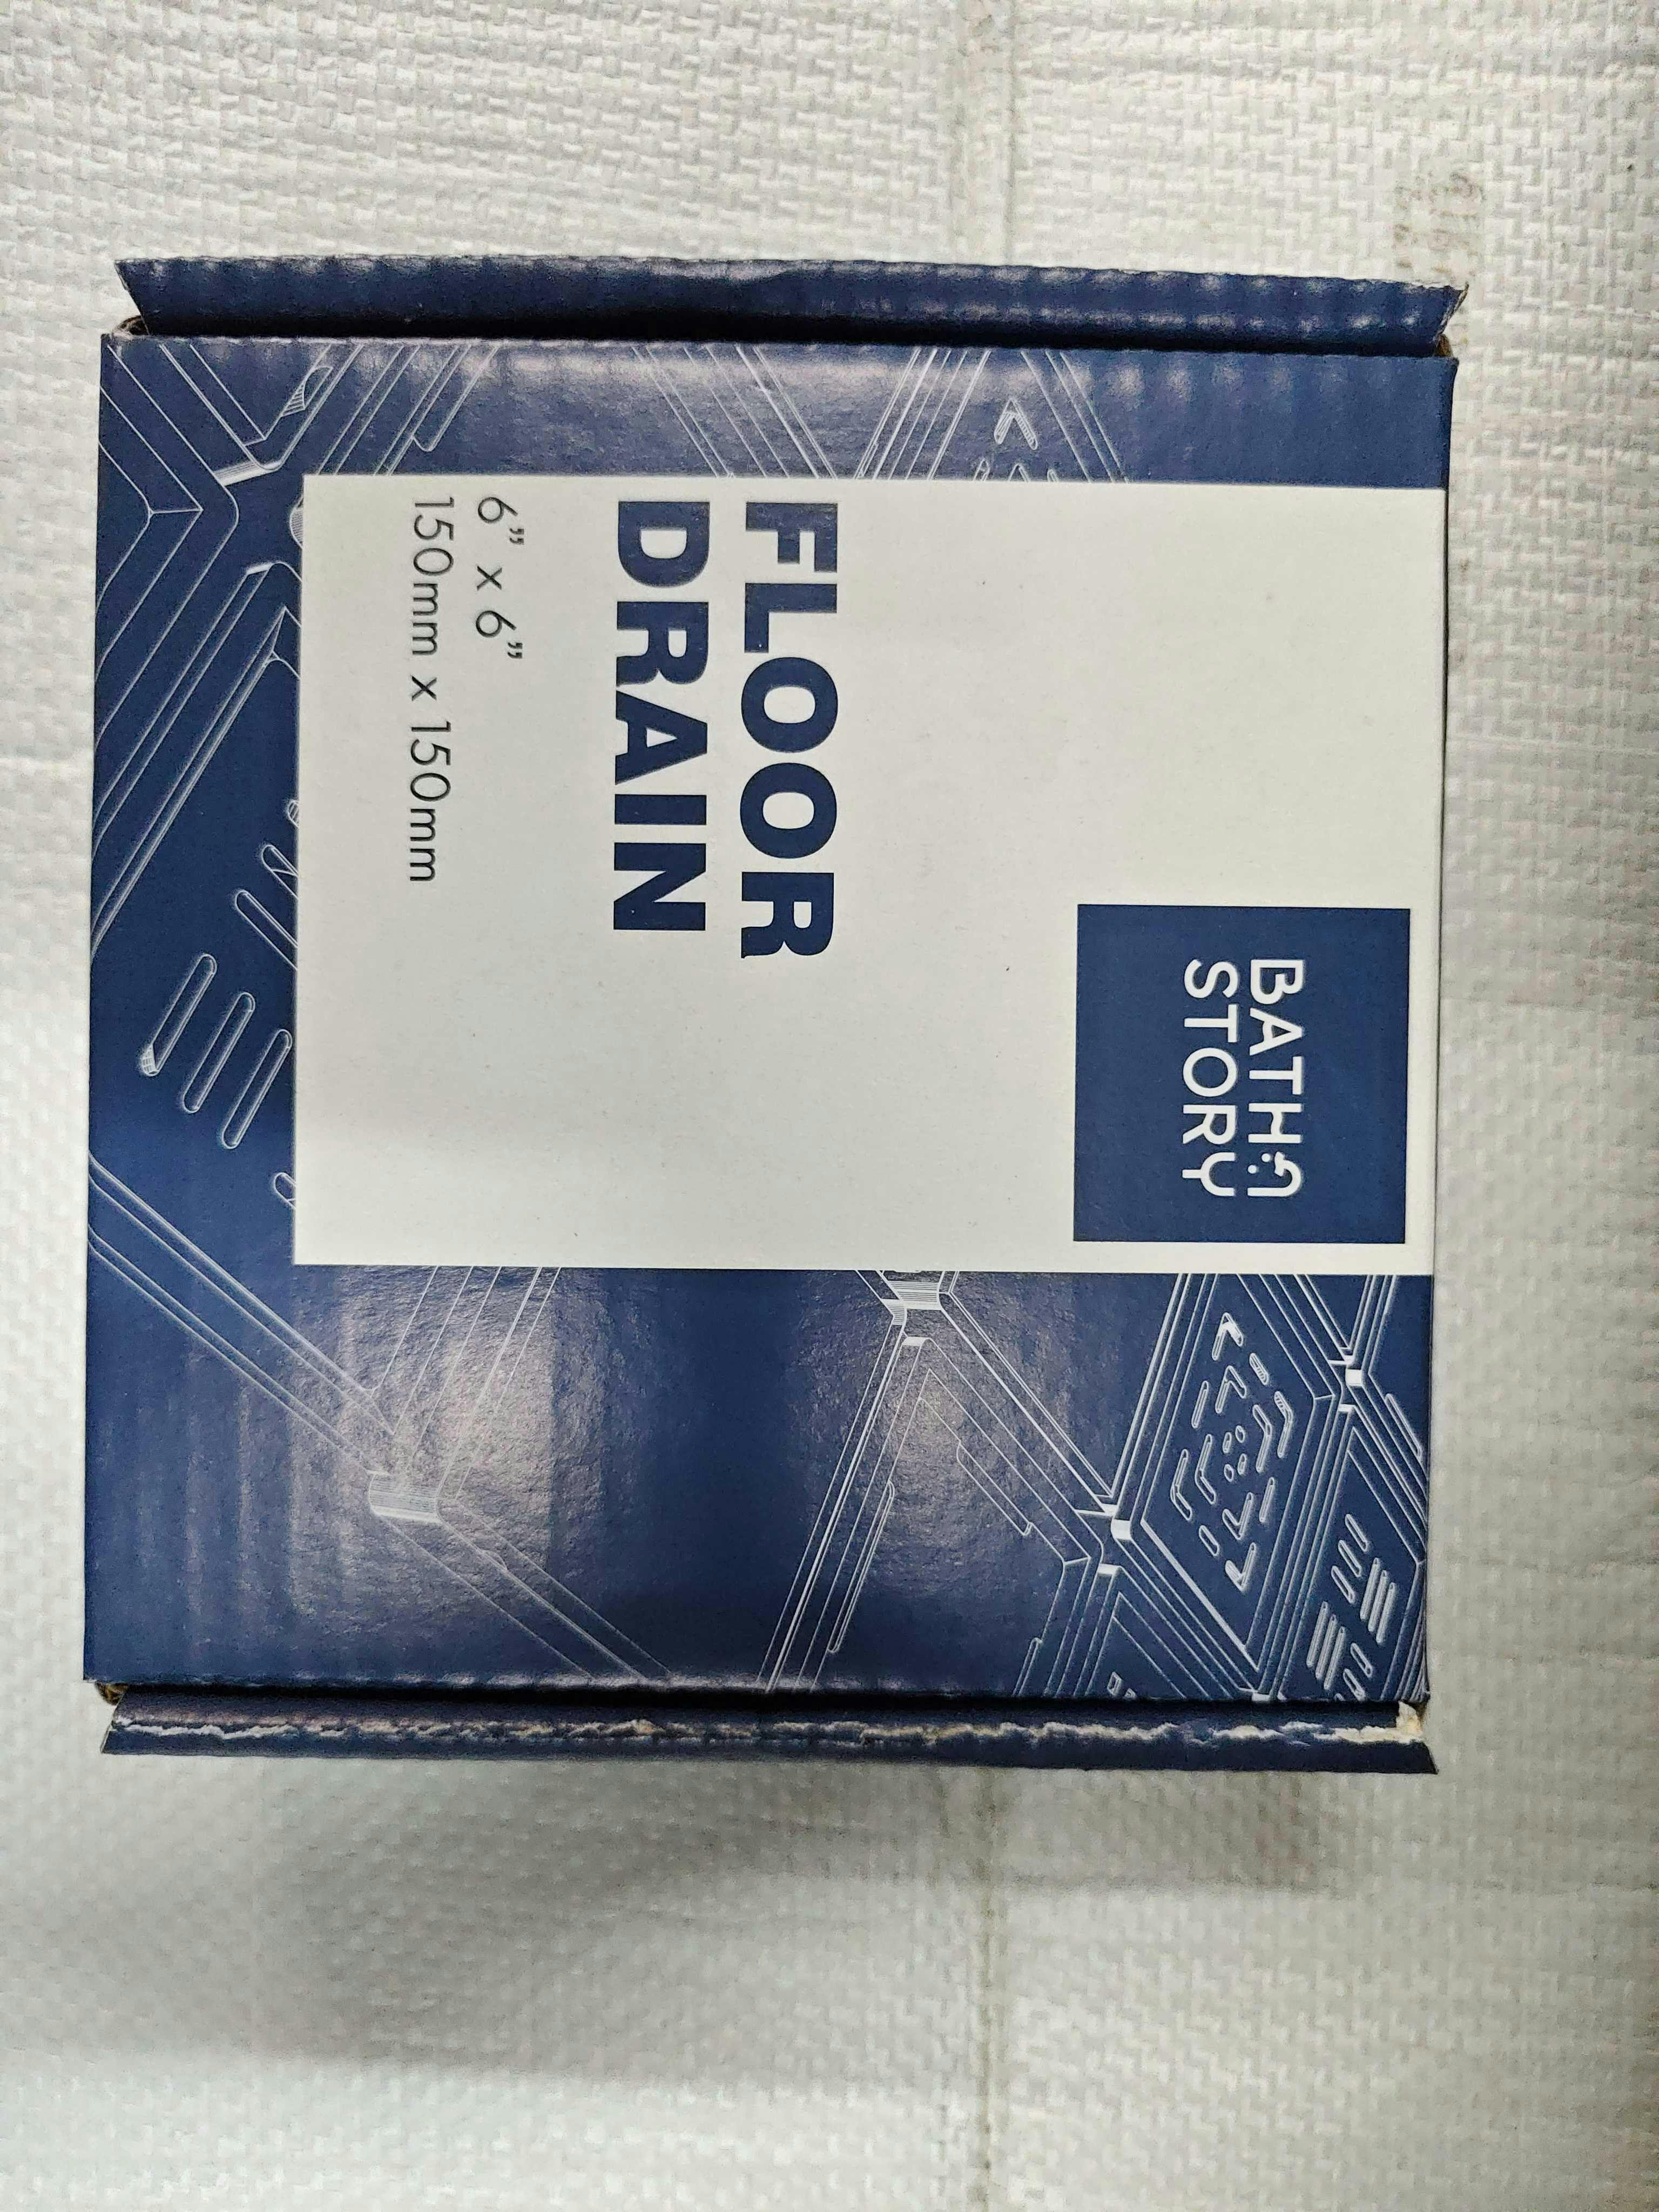 BATH
STORY
FLOOR
DRAIN
6” x 6”
150mm x 150mm